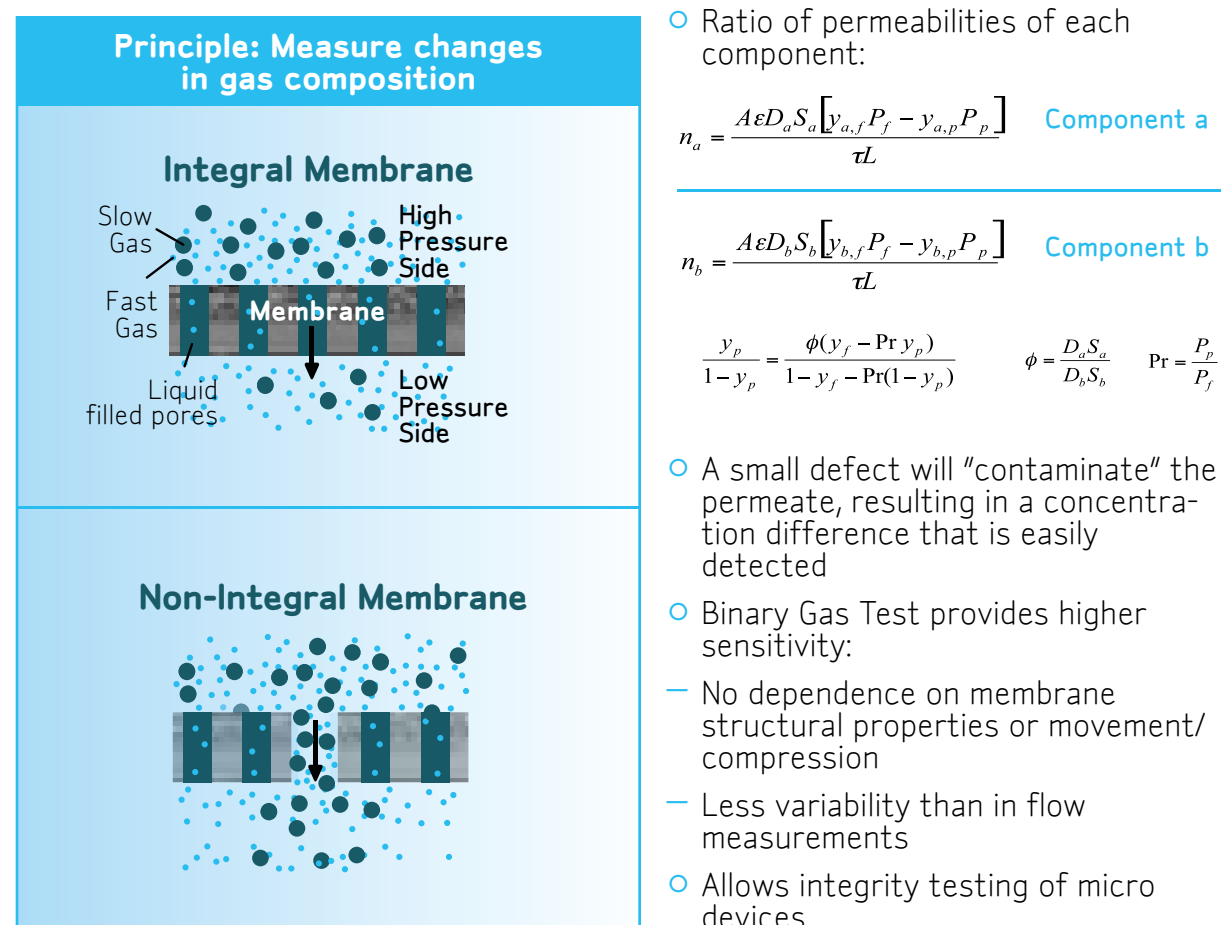 Principle: Measure changes
in gas composition
Integral Membrane
Slow
Gas
High
Pressure
Side
Fast
Gas
Membrane
Liquid
filled pores
Low
Pressure
Side
Non-Integral Membrane
○ Ratio of permeabilities of each
component:
n_a = AεD_aS_a[y_{a,f}P_f − y_{a,p}P_p] / τL
Component a
n_b = AεD_bS_b[y_{b,f}P_f − y_{b,p}P_p] / τL
Component b
y_p / (1 − y_p) = ϕ(y_f − Pr y_p) / (1 − y_f − Pr(1 − y_p)) ϕ = D_aS_a / D_bS_b Pr = P_p / P_f
○ A small defect will "contaminate" the
permeate, resulting in a concentra-
tion difference that is easily
detected
○ Binary Gas Test provides higher
sensitivity:
— No dependence on membrane
structural properties or movement/
compression
— Less variability than in flow
measurements
○ Allows integrity testing of micro
devices